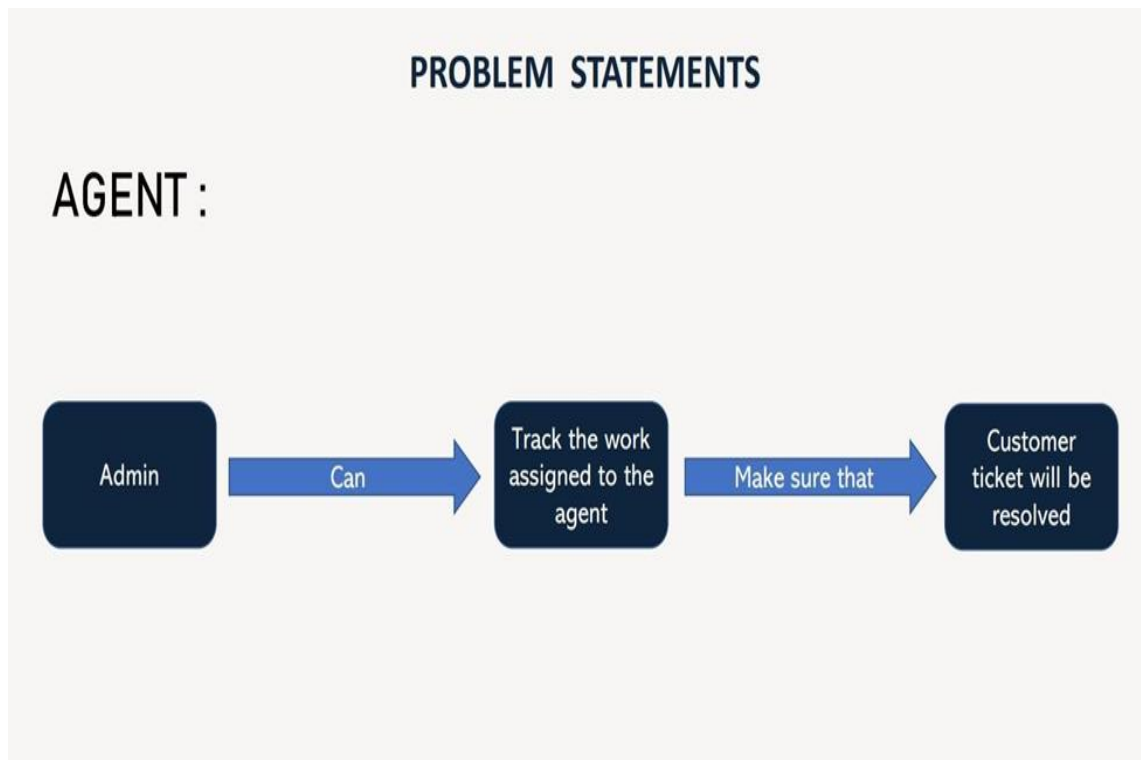 PROBLEM STATEMENTS
AGENT :
Admin
Can
Track the work
assigned to the
agent
Make sure that
Customer
ticket will be
resolved